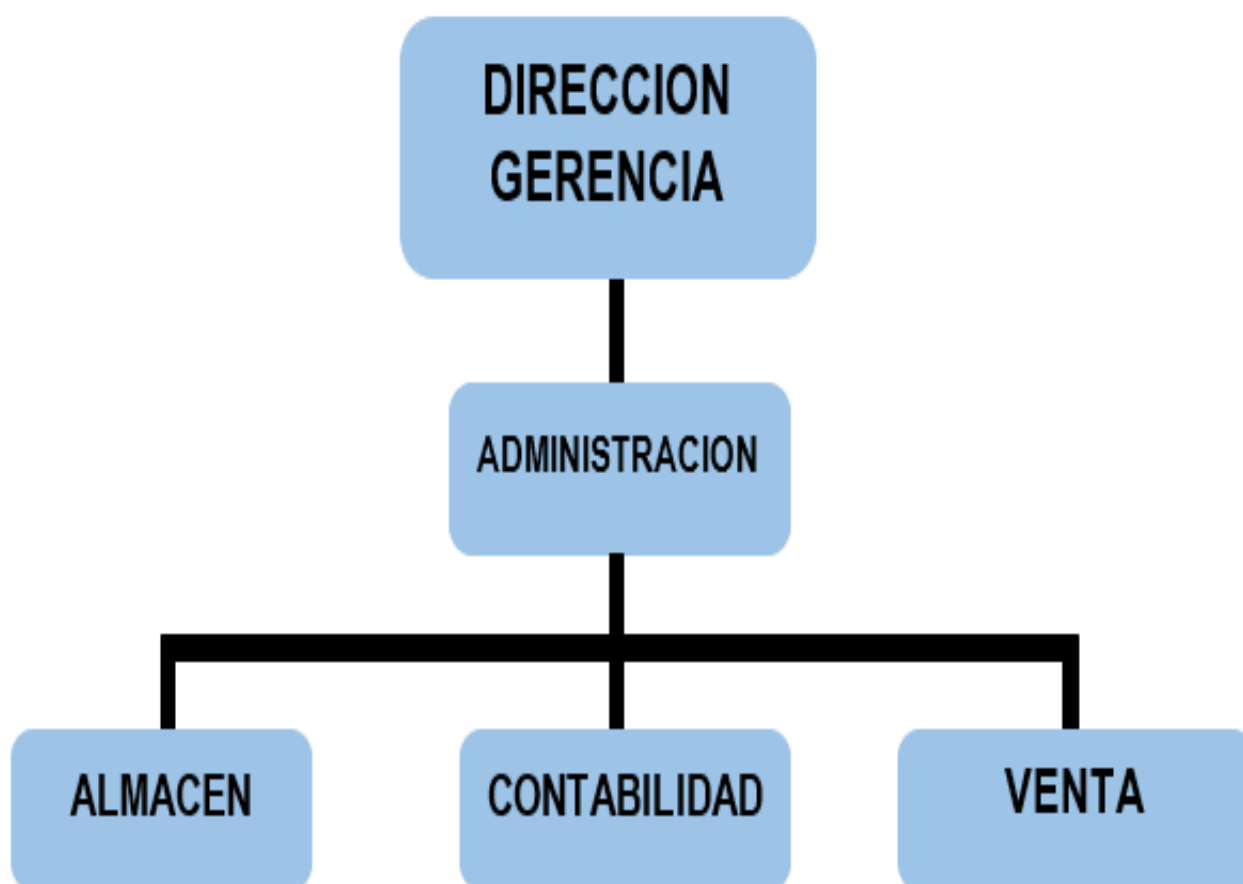 DIRECCION
GERENCIA
ADMINISTRACION
ALMACEN
CONTABILIDAD
VENTA